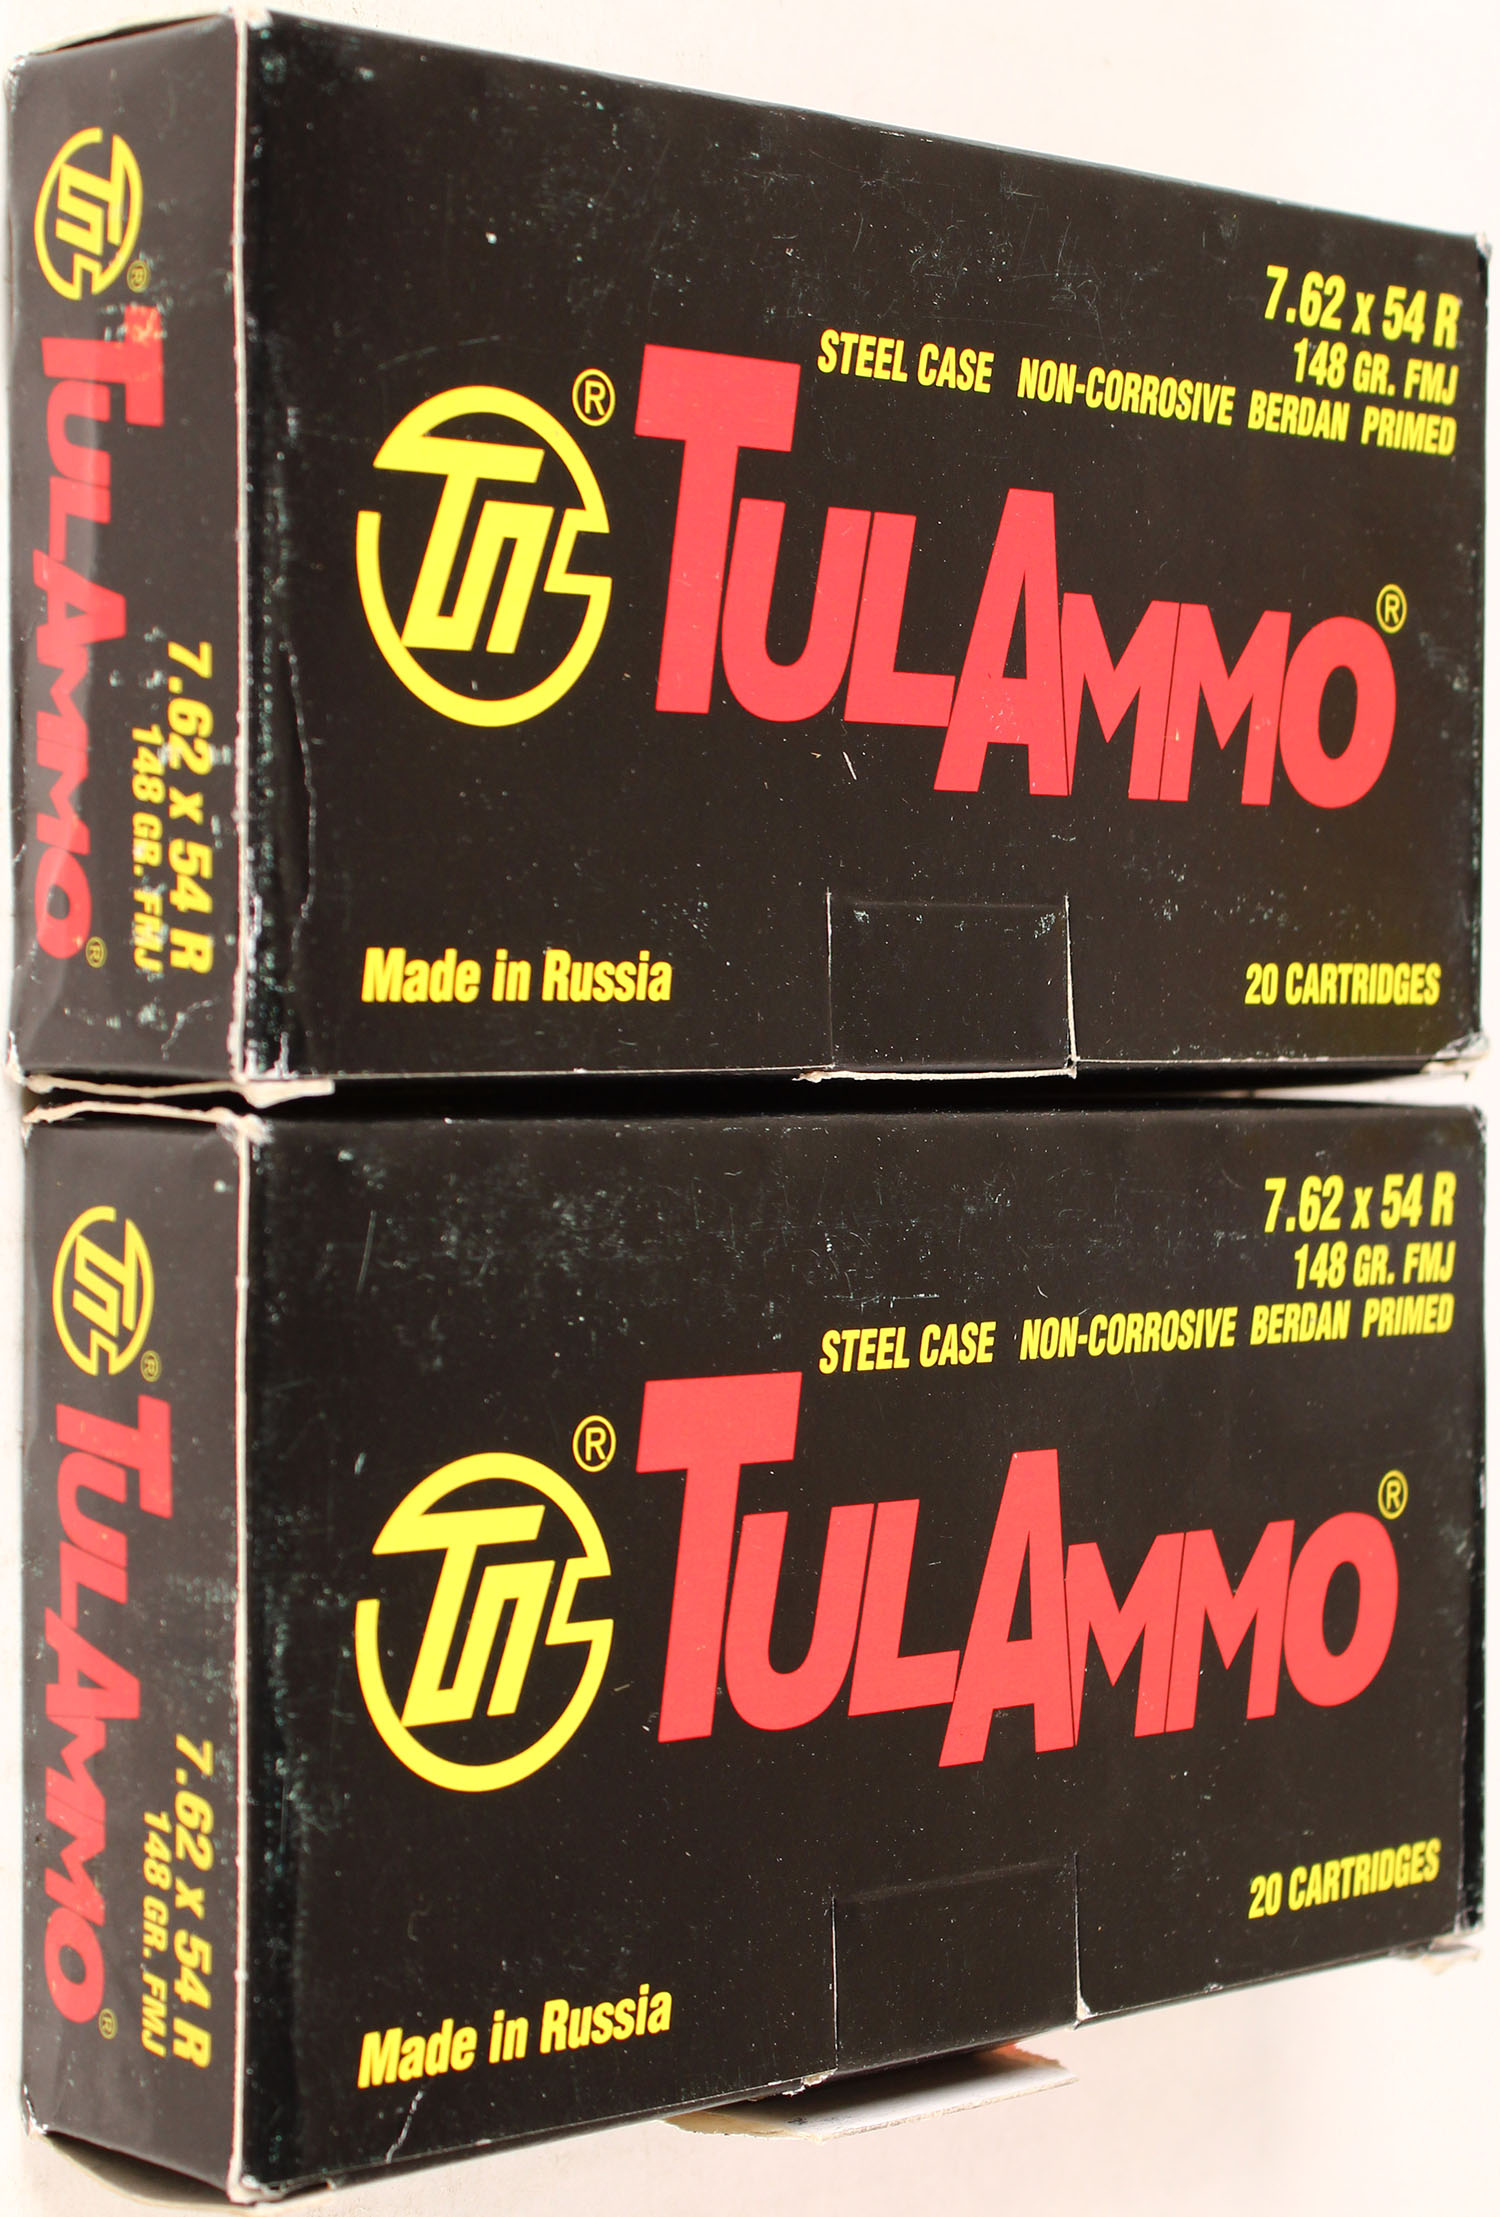 7.62 x 54 R
148 GR. FMJ
STEEL CASE NON-CORROSIVE BERDAN PRIMED
®
TULAMMO®
Made in Russia
20 CARTRIDGES
®
TULAMMO®
7.62 x 54 R
148 GR. FMJ
7.62 x 54 R
148 GR. FMJ
STEEL CASE NON-CORROSIVE BERDAN PRIMED
®
TULAMMO®
20 CARTRIDGES
Made in Russia
®
TULAMMO®
7.62 x 54 R
148 GR. FMJ